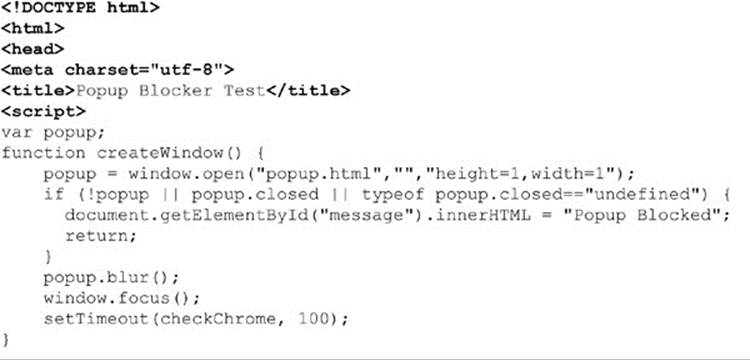 <!DOCTYPE html>
<html>
<head>
<meta charset="utf-8">
<title>Popup Blocker Test</title>
<script>
var popup;
function createWindow() {
    popup = window.open("popup.html","","height=1,width=1");
    if (!popup || popup.closed || typeof popup.closed=="undefined") {
      document.getElementById("message").innerHTML = "Popup Blocked";
      return;
    }
    popup.blur();
    window.focus();
    setTimeout(checkChrome, 100);
}